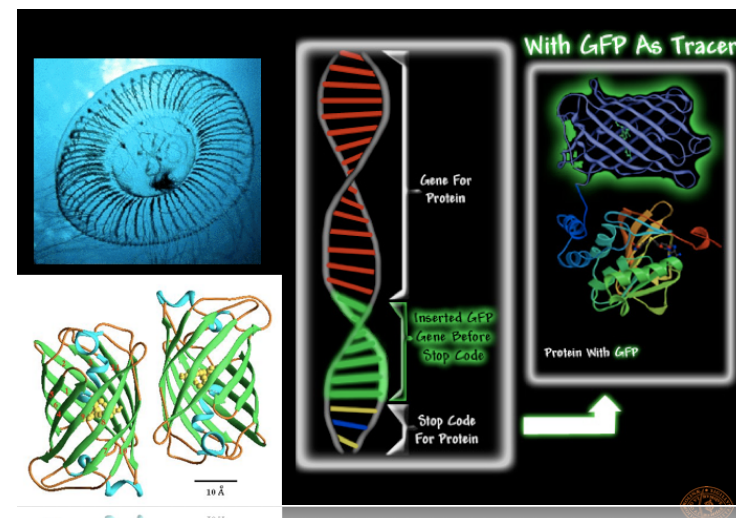 With GFP As Tracer
Gene For
Protein
Inserted GFP
Gene Before
Stop Code
Stop Code
For Protein
Protein With GFP
10 Å